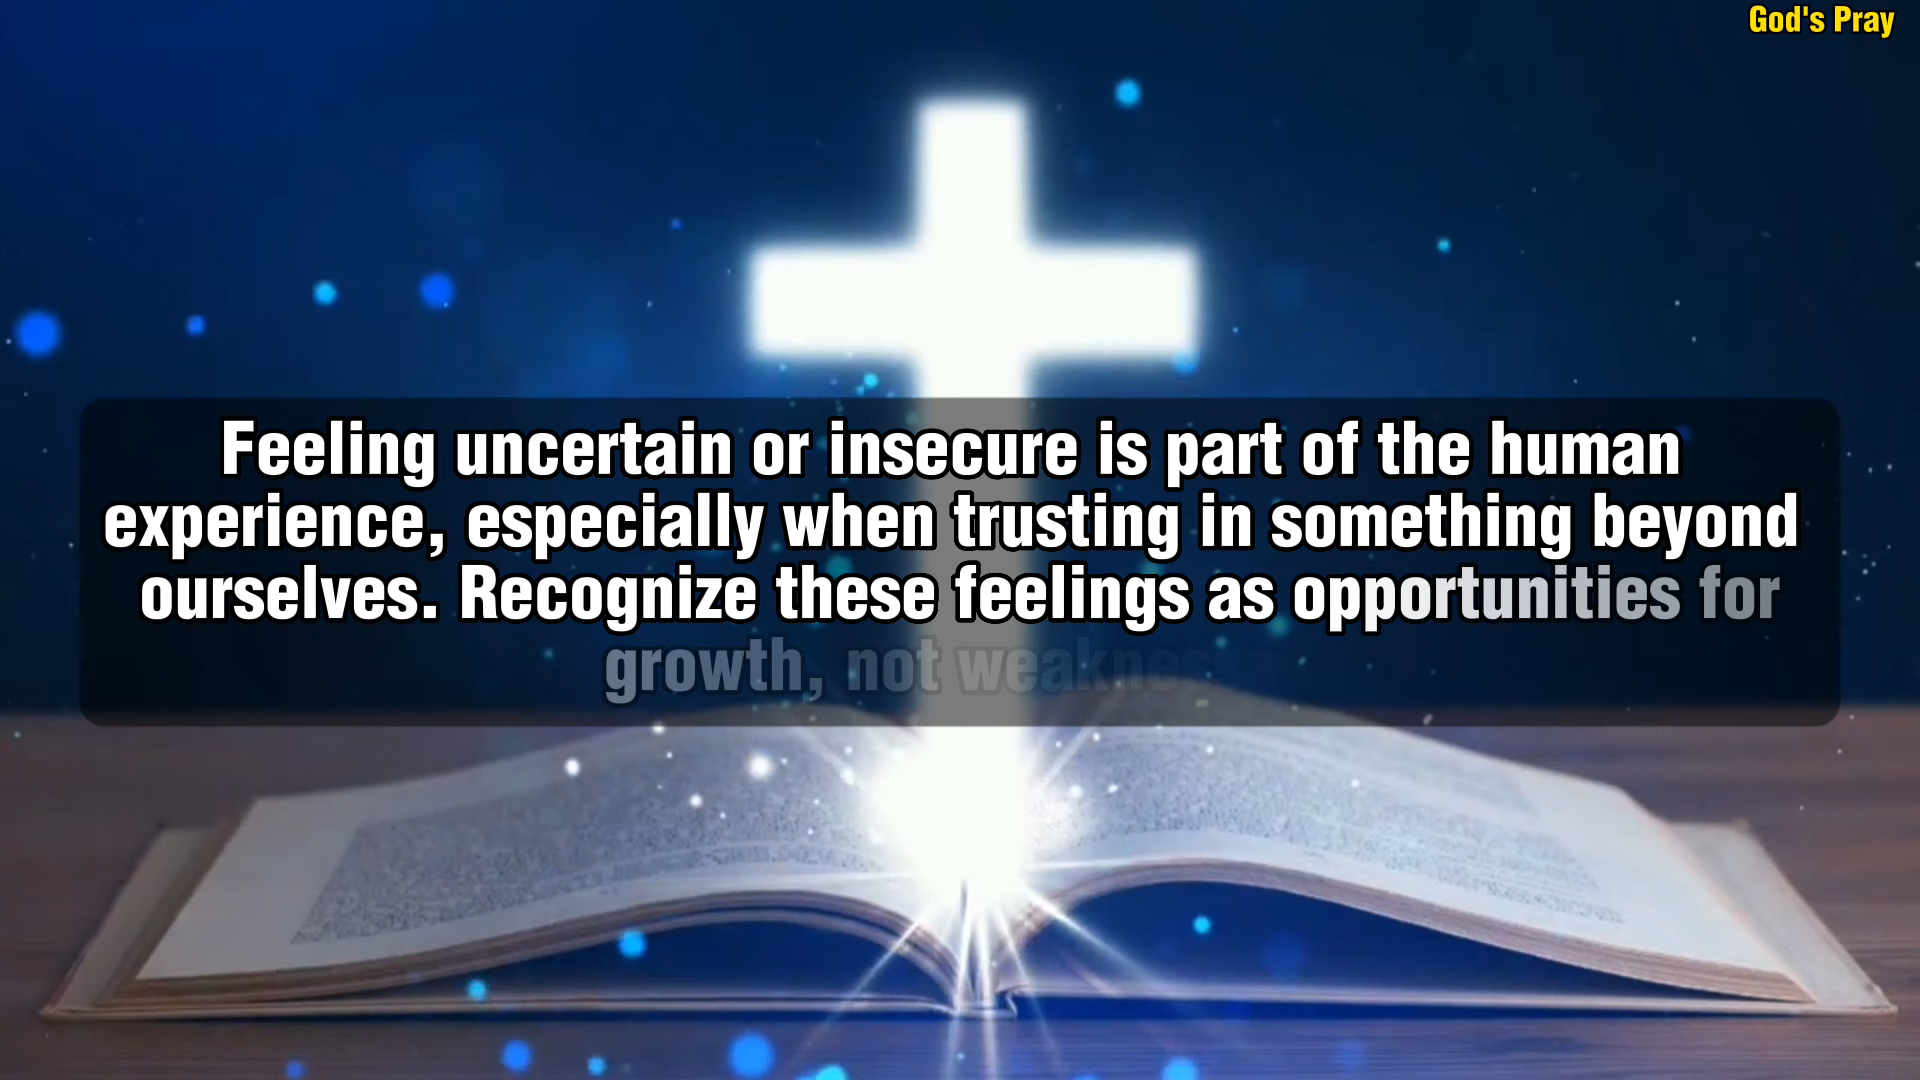 God's Pray
Feeling uncertain or insecure is part of the human
experience, especially when trusting in something beyond
ourselves. Recognize these feelings as opportunities for
growth, not